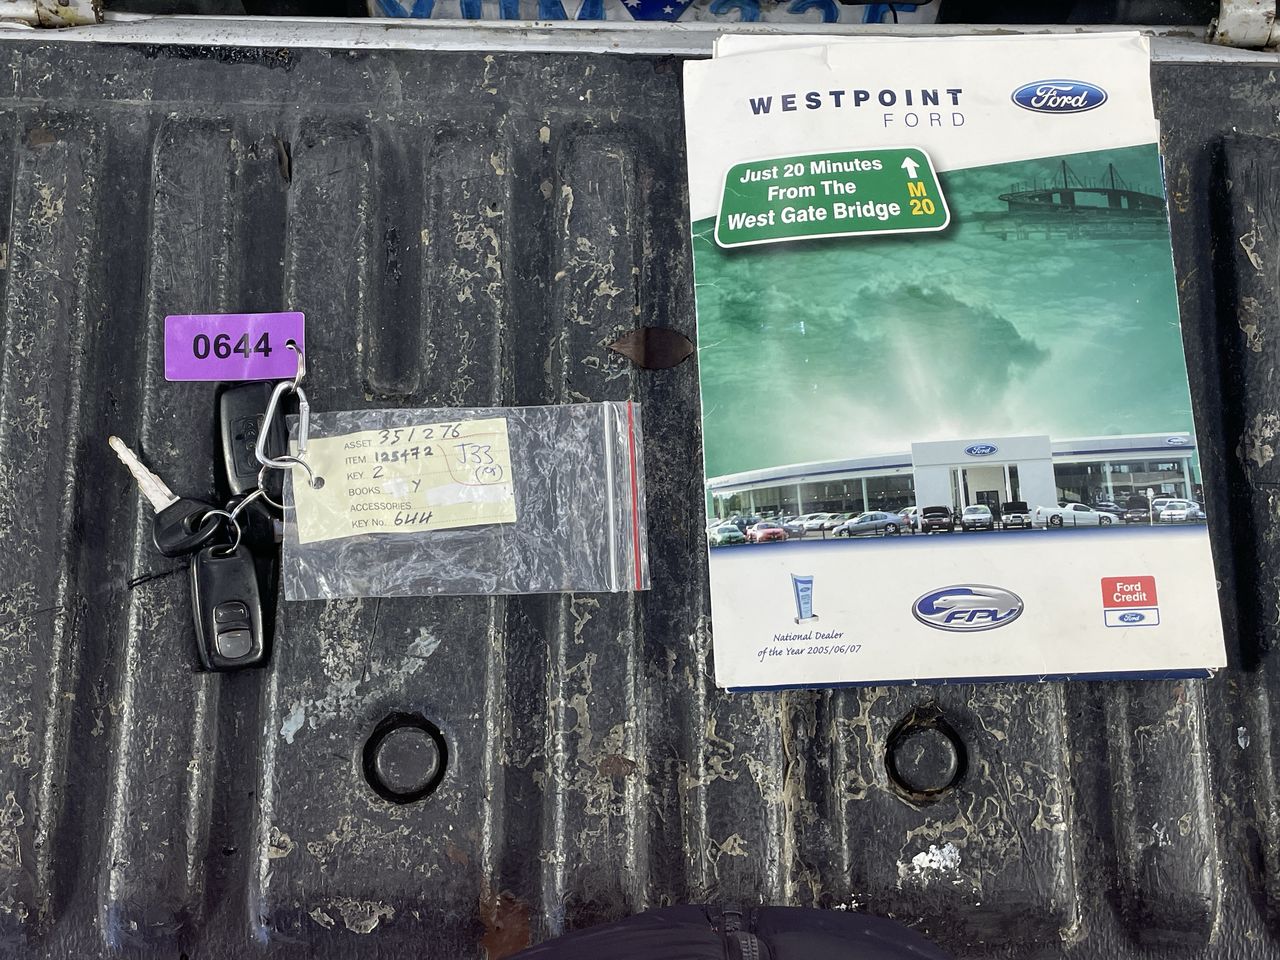 WESTPOINT
FORD
Ford
Just 20 Minutes
From The
West Gate Bridge
M
20
0644
ASSET 351276
ITEM 125472
KEY 2
BOOKS Y
ACCESSORIES
KEY No. 644
J33
Ford
National Dealer
of the Year 2005/06/07
FPV
Ford
Credit
Ford